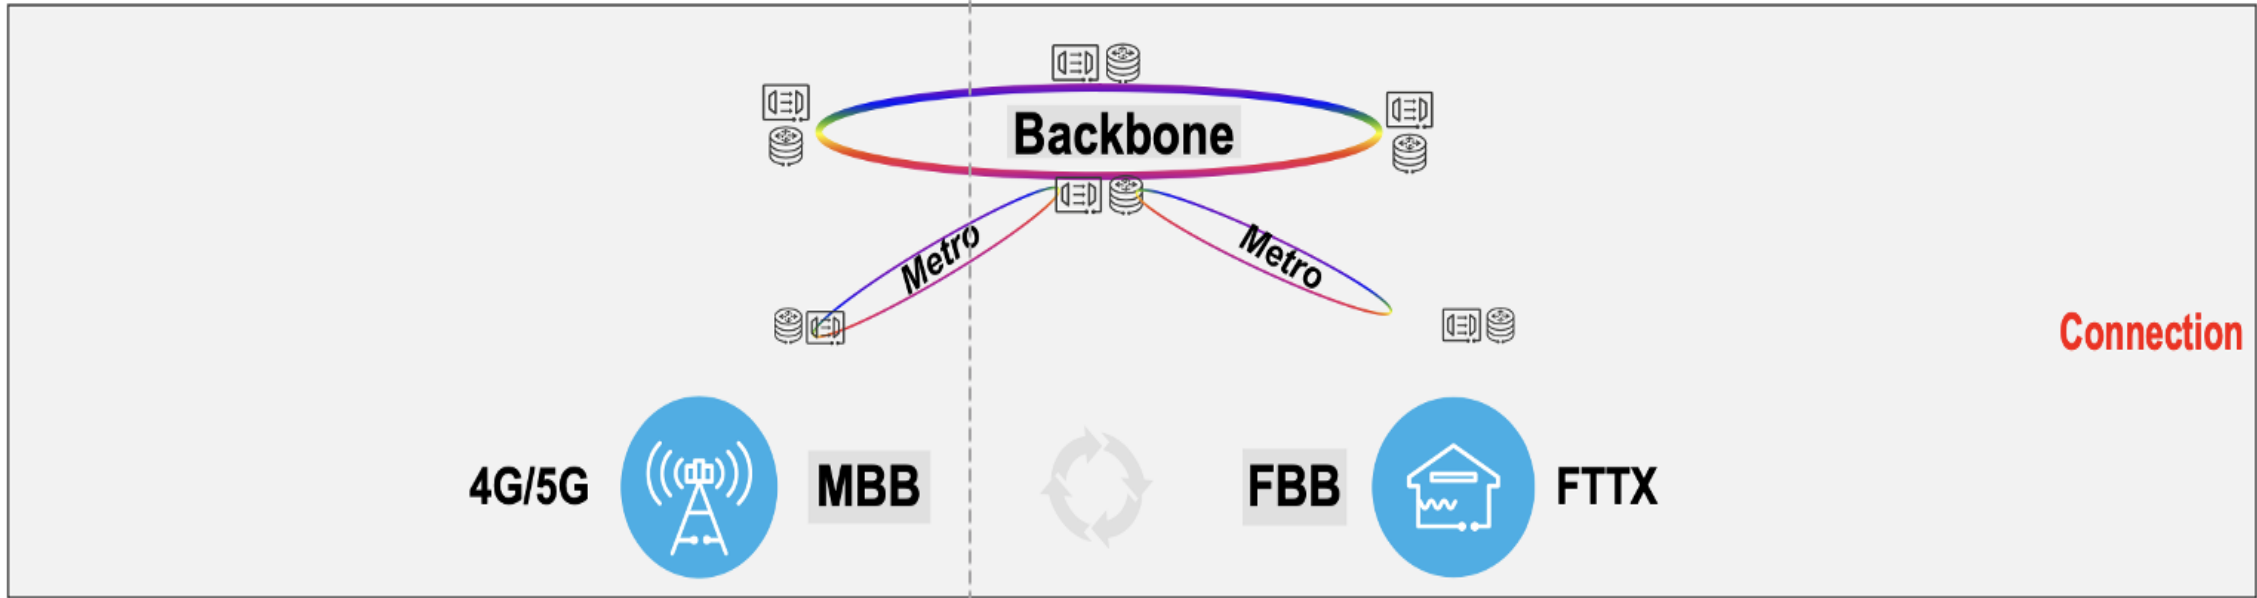 Backbone
Metro
Metro
Connection
4G/5G
MBB
FBB
FTTX